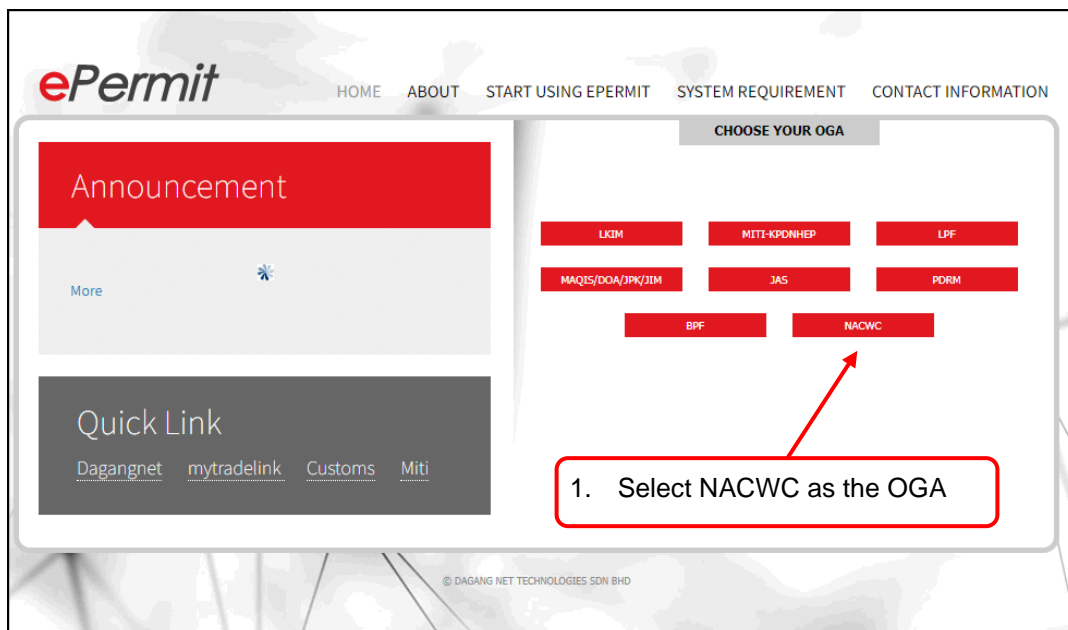 ePermit
HOME ABOUT START USING EPERMIT SYSTEM REQUIREMENT CONTACT INFORMATION
CHOOSE YOUR OGA
Announcement
More
LKIM MITI-KPDNHEP LPF
MAQIS/DOA/JPK/JIM JAS PDRM
BPF NACWC
Quick Link
Dagangnet mytradelink Customs Miti
1. Select NACWC as the OGA
© DAGANG NET TECHNOLOGIES SDN BHD